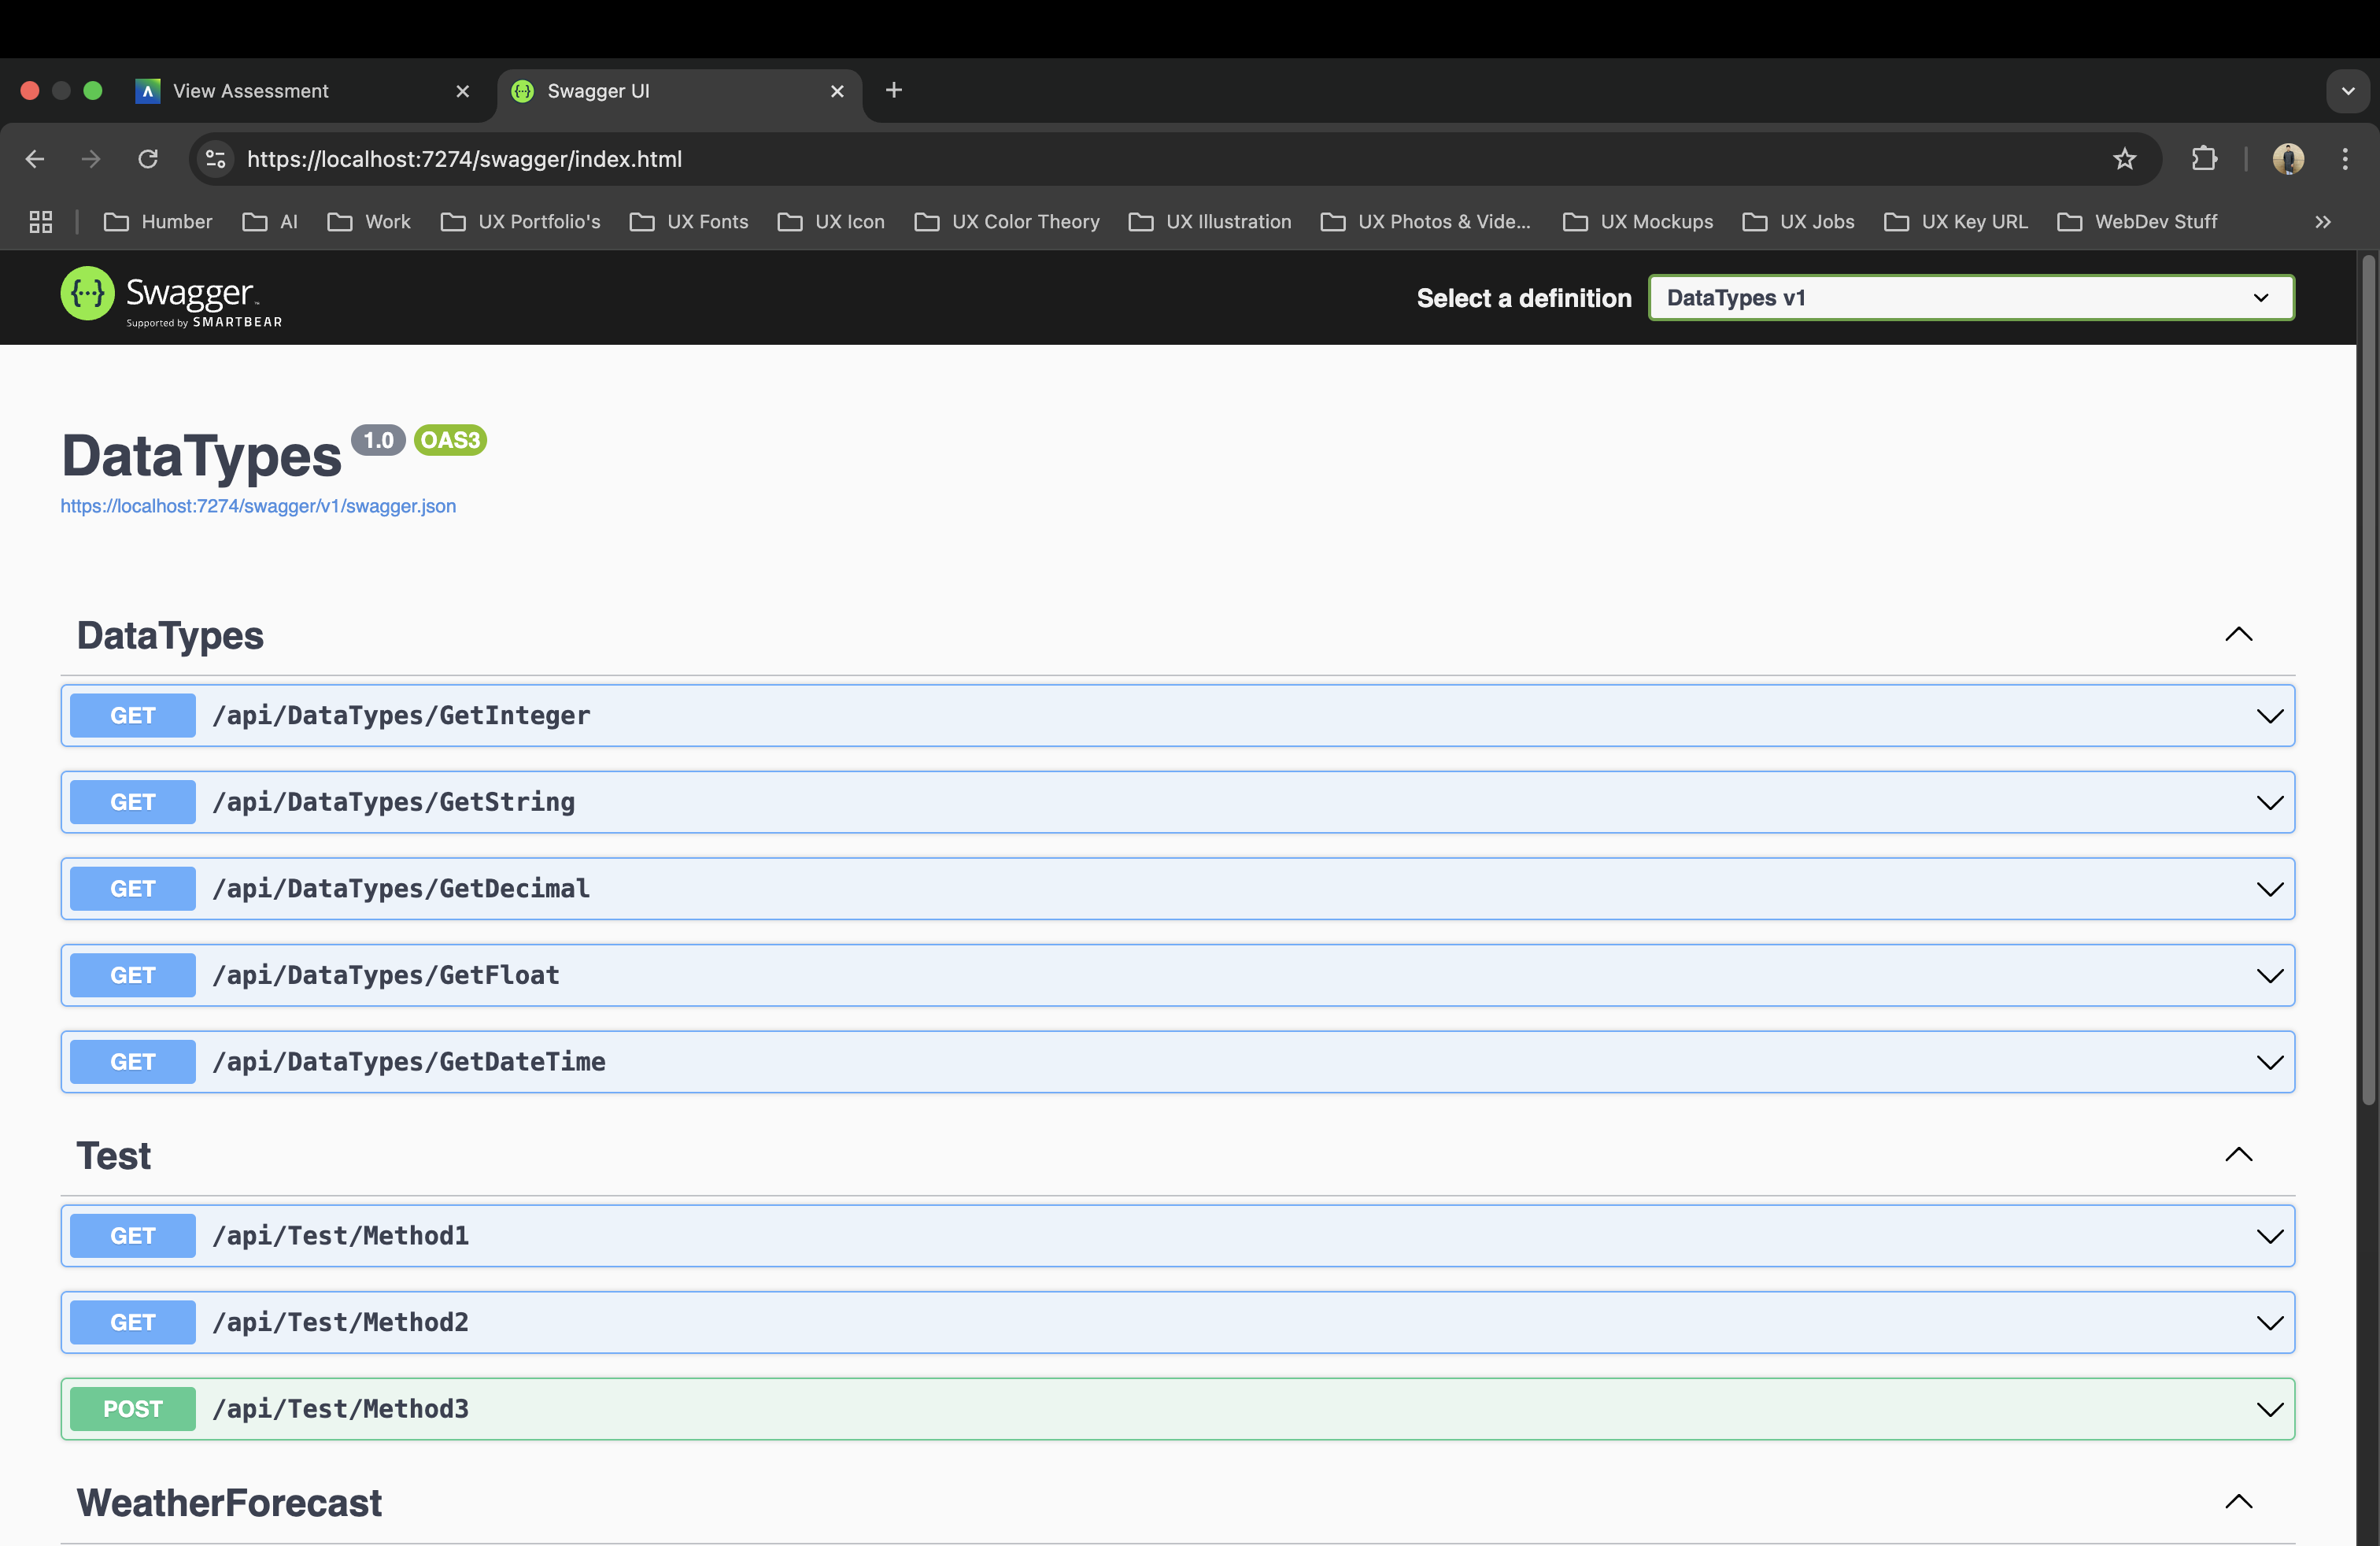 View Assessment
Swagger UI
https://localhost:7274/swagger/index.html
Humber AI Work UX Portfolio's UX Fonts UX Icon UX Color Theory UX Illustration UX Photos & Vide... UX Mockups UX Jobs UX Key URL WebDev Stuff
Swagger
Supported by SMARTBEAR
Select a definition
DataTypes v1
DataTypes 1.0 OAS3
https://localhost:7274/swagger/v1/swagger.json
DataTypes
GET /api/DataTypes/GetInteger
GET /api/DataTypes/GetString
GET /api/DataTypes/GetDecimal
GET /api/DataTypes/GetFloat
GET /api/DataTypes/GetDateTime
Test
GET /api/Test/Method1
GET /api/Test/Method2
POST /api/Test/Method3
WeatherForecast